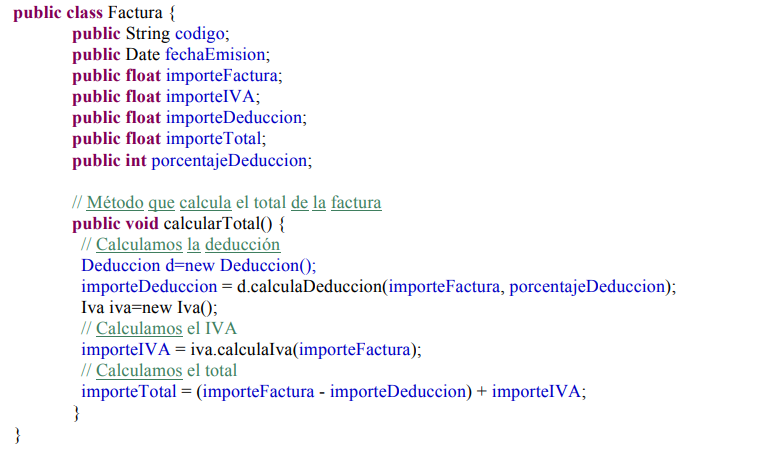 public class Factura {
public String codigo;
public Date fechaEmision;
public float importeFactura;
public float importeIVA;
public float importeDeduccion;
public float importeTotal;
public int porcentajeDeduccion;
// Método que calcula el total de la factura
public void calcularTotal() {
// Calculamos la deducción
Deduccion d=new Deduccion();
importeDeduccion = d.calculaDeduccion(importeFactura, porcentajeDeduccion);
Iva iva=new Iva();
// Calculamos el IVA
importeIVA = iva.calculaIva(importeFactura);
// Calculamos el total
importeTotal = (importeFactura - importeDeduccion) + importeIVA;
}
}